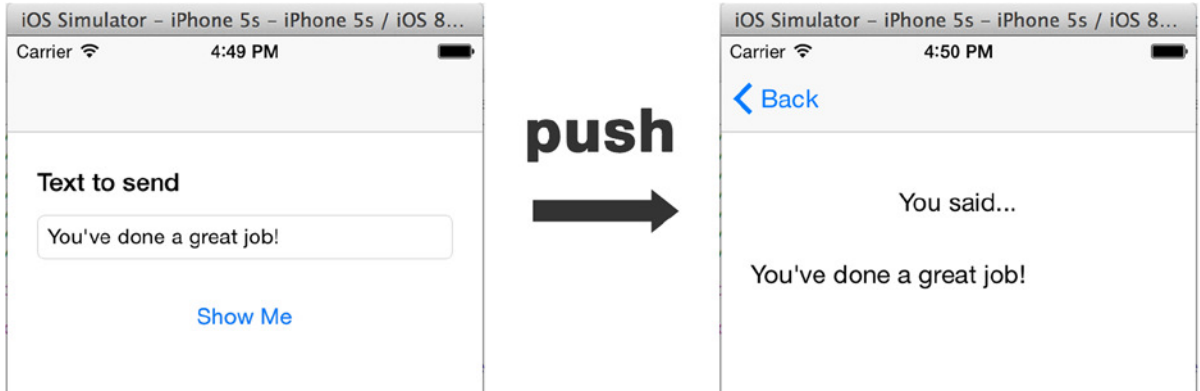 iOS Simulator – iPhone 5s – iPhone 5s / iOS 8...
Carrier 4:49 PM
Text to send
You've done a great job!
Show Me
push
iOS Simulator – iPhone 5s – iPhone 5s / iOS 8...
Carrier 4:50 PM
Back
You said...
You've done a great job!